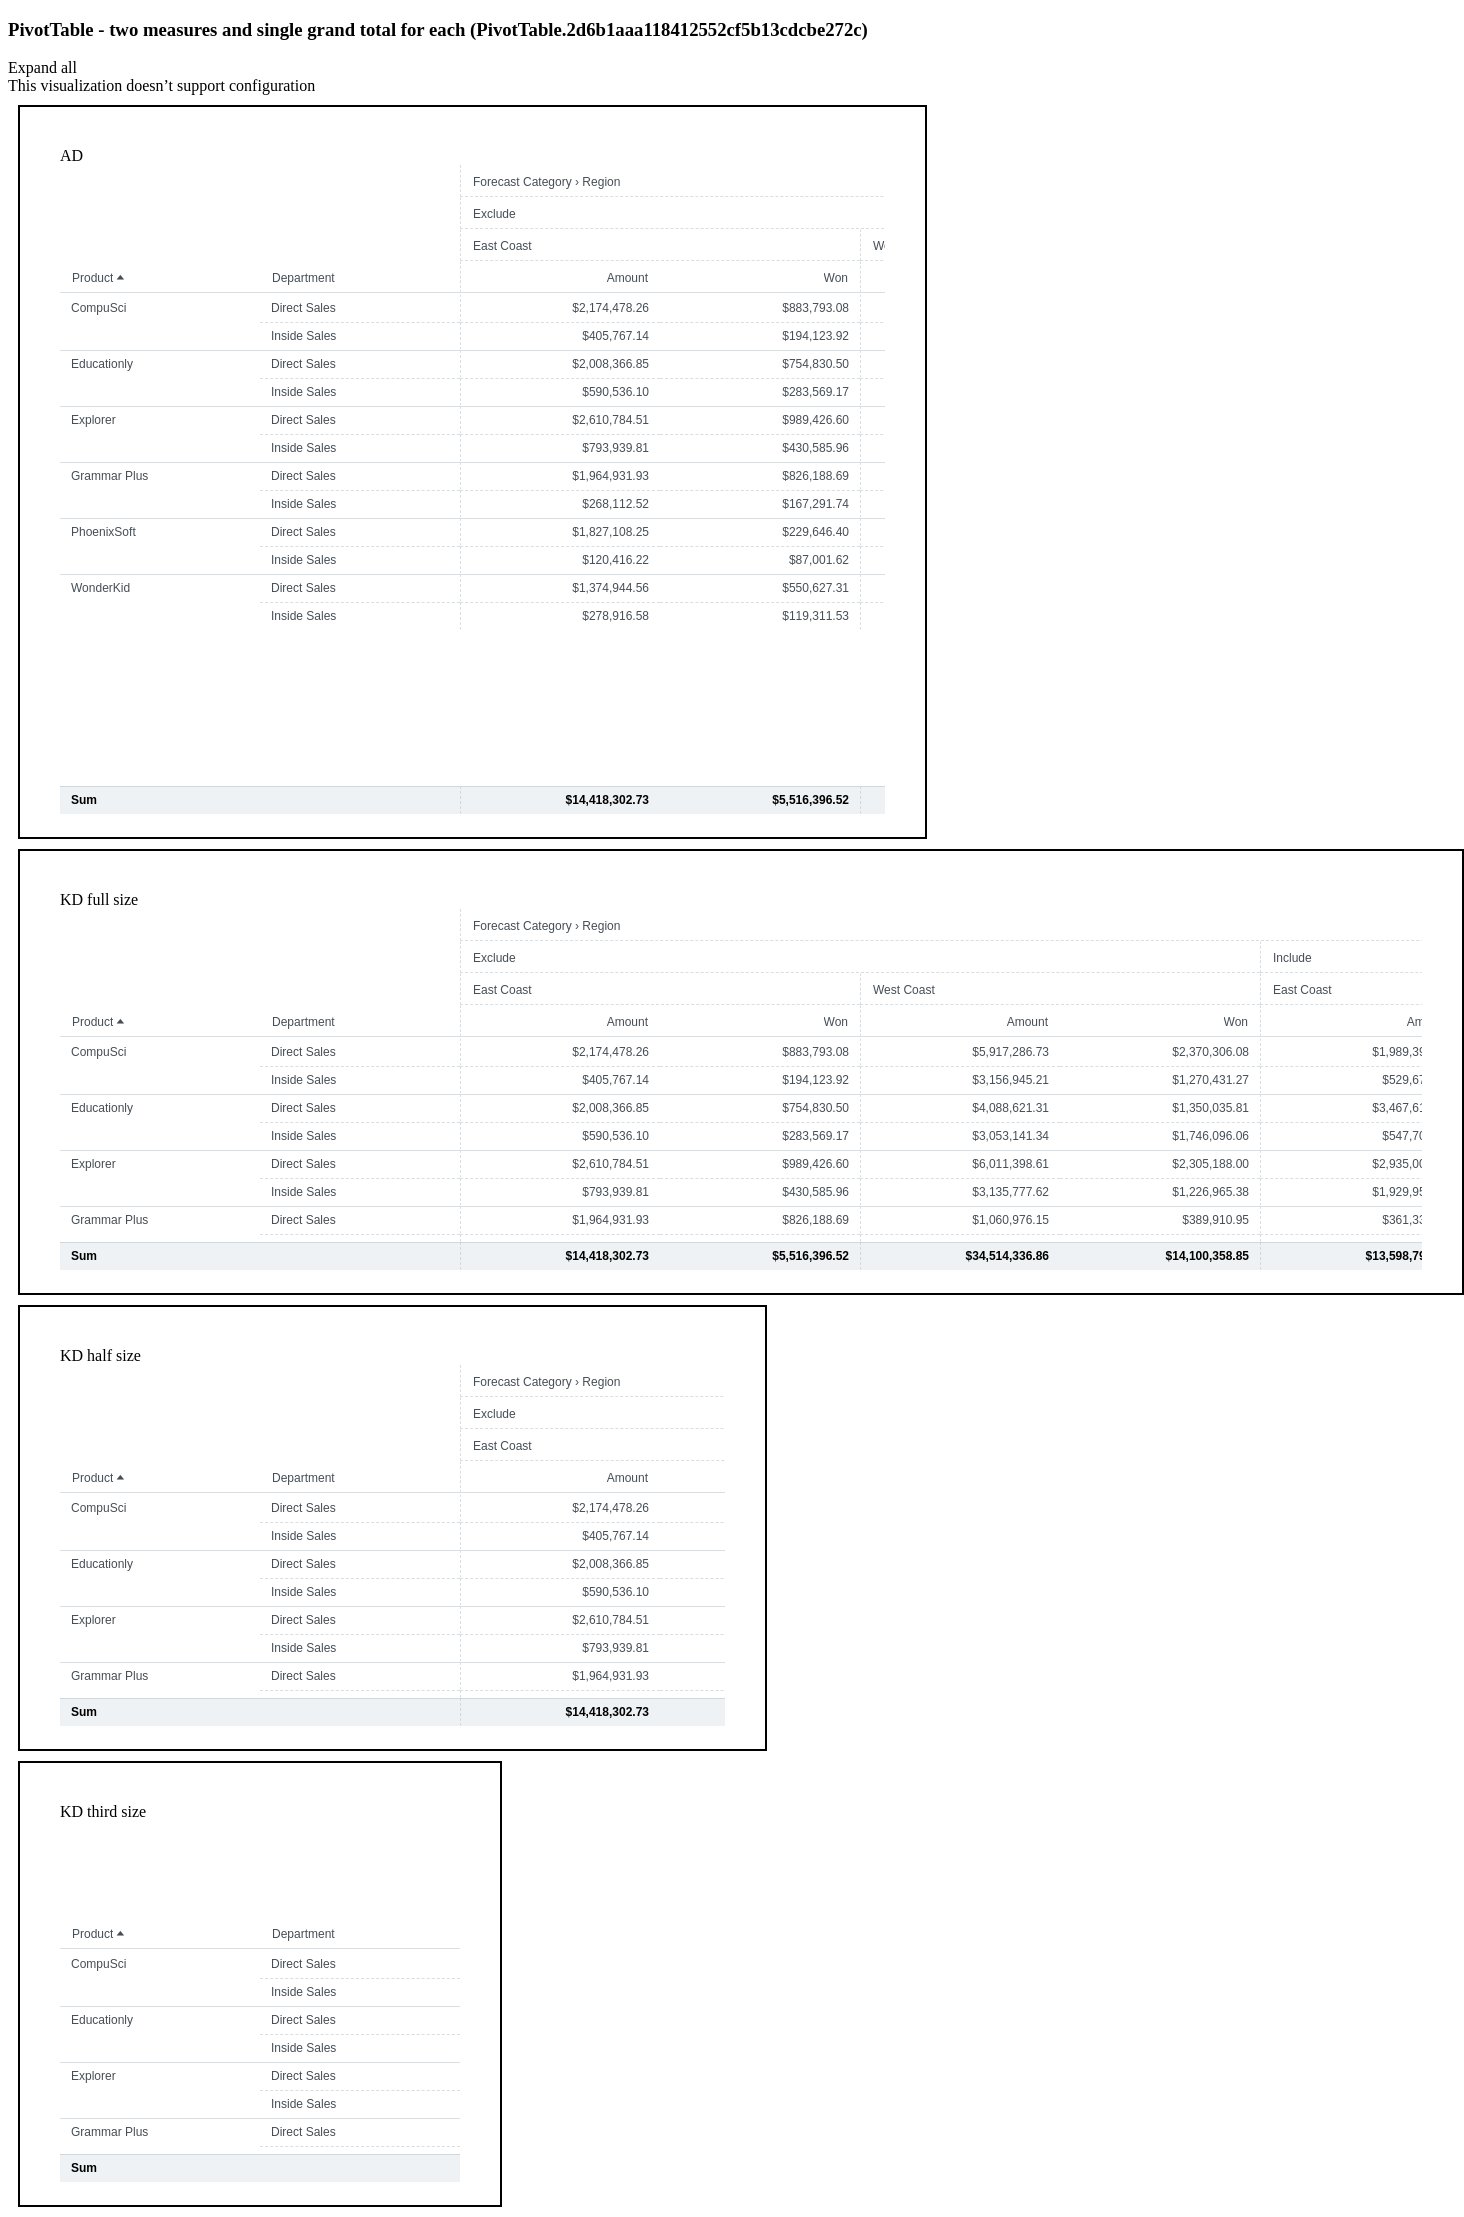 PivotTable - two measures and single grand total for each (PivotTable.2d6b1aaa118412552cf5b13cdcbe272c)
Expand all
This visualization doesn’t support configuration
AD
Forecast Category › Region
Exclude
East Coast
Product Department Amount Won
CompuSci Direct Sales $2,174,478.26 $883,793.08
Inside Sales $405,767.14 $194,123.92
Educationly Direct Sales $2,008,366.85 $754,830.50
Inside Sales $590,536.10 $283,569.17
Explorer Direct Sales $2,610,784.51 $989,426.60
Inside Sales $793,939.81 $430,585.96
Grammar Plus Direct Sales $1,964,931.93 $826,188.69
Inside Sales $268,112.52 $167,291.74
PhoenixSoft Direct Sales $1,827,108.25 $229,646.40
Inside Sales $120,416.22 $87,001.62
WonderKid Direct Sales $1,374,944.56 $550,627.31
Inside Sales $278,916.58 $119,311.53
Sum $14,418,302.73 $5,516,396.52
KD full size
Forecast Category › Region
Exclude Include
East Coast West Coast East Coast
Product Department Amount Won Amount Won Am
CompuSci Direct Sales $2,174,478.26 $883,793.08 $5,917,286.73 $2,370,306.08 $1,989,39
Inside Sales $405,767.14 $194,123.92 $3,156,945.21 $1,270,431.27 $529,67
Educationly Direct Sales $2,008,366.85 $754,830.50 $4,088,621.31 $1,350,035.81 $3,467,61
Inside Sales $590,536.10 $283,569.17 $3,053,141.34 $1,746,096.06 $547,70
Explorer Direct Sales $2,610,784.51 $989,426.60 $6,011,398.61 $2,305,188.00 $2,935,00
Inside Sales $793,939.81 $430,585.96 $3,135,777.62 $1,226,965.38 $1,929,95
Grammar Plus Direct Sales $1,964,931.93 $826,188.69 $1,060,976.15 $389,910.95 $361,33
Sum $14,418,302.73 $5,516,396.52 $34,514,336.86 $14,100,358.85 $13,598,79
KD half size
Forecast Category › Region
Exclude
East Coast
Product Department Amount
CompuSci Direct Sales $2,174,478.26
Inside Sales $405,767.14
Educationly Direct Sales $2,008,366.85
Inside Sales $590,536.10
Explorer Direct Sales $2,610,784.51
Inside Sales $793,939.81
Grammar Plus Direct Sales $1,964,931.93
Sum $14,418,302.73
KD third size
Product Department
CompuSci Direct Sales
Inside Sales
Educationly Direct Sales
Inside Sales
Explorer Direct Sales
Inside Sales
Grammar Plus Direct Sales
Sum